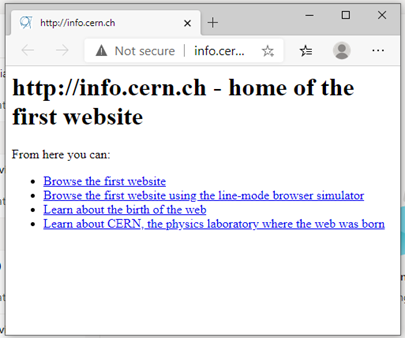 http://info.cern.ch
Not secure
info.cer...
http://info.cern.ch - home of the
first website
From here you can:
Browse the first website
Browse the first website using the line-mode browser simulator
Learn about the birth of the web
Learn about CERN, the physics laboratory where the web was born